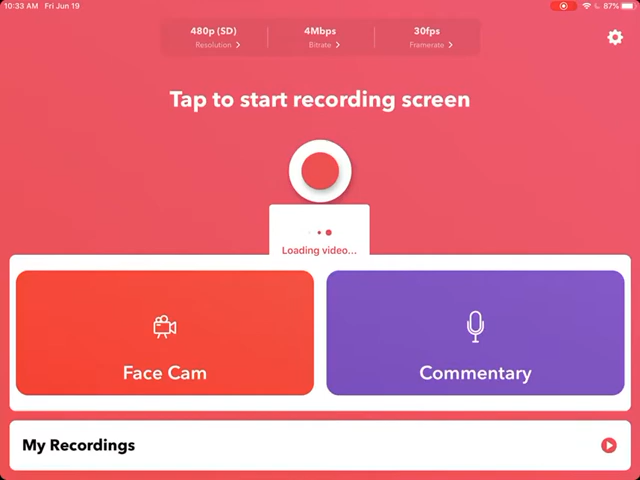 10:33 AM Fri Jun 19
87%
480p (SD)
Resolution >
4Mbps
Bitrate >
30fps
Framerate >
Tap to start recording screen
Loading video...
Face Cam
Commentary
My Recordings